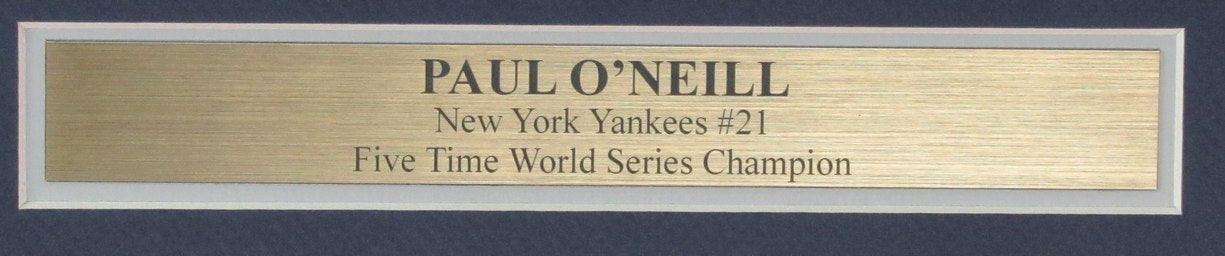 PAUL O’NEILL
New York Yankees #21
Five Time World Series Champion